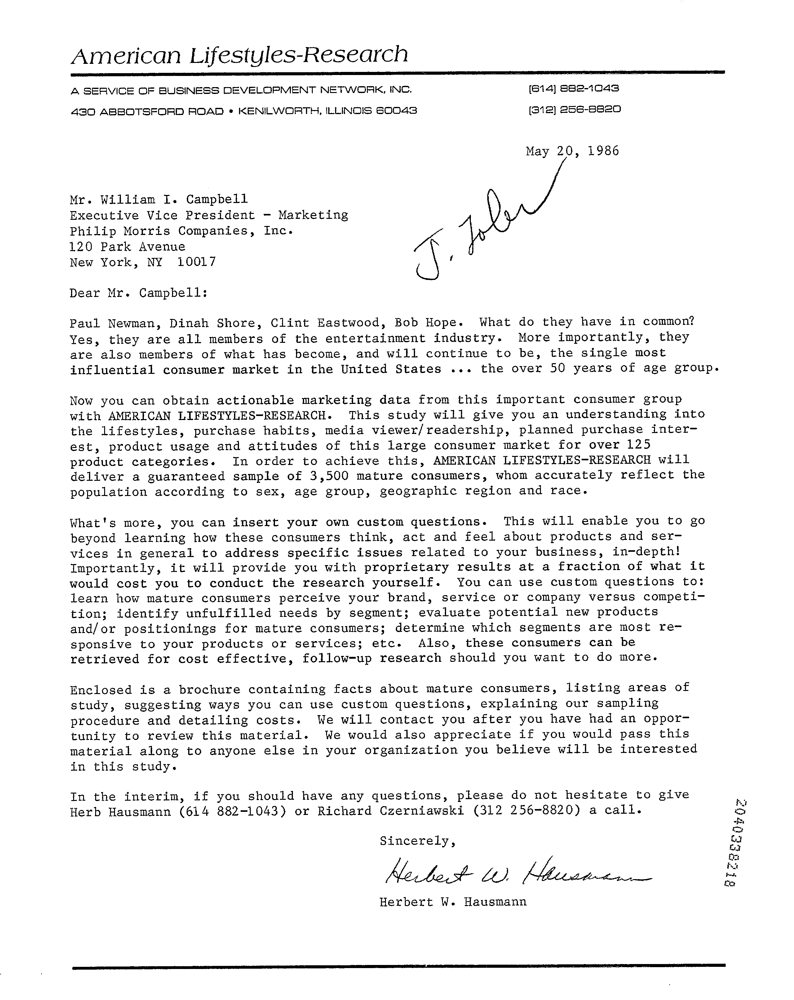 American Lifestyles-Research
A SERVICE OF BUSINESS DEVELOPMENT NETWORK, INC. (614) 882-1043
430 ABBOTSFORD ROAD • KENILWORTH, ILLINOIS 60043 (312) 256-8820
May 20, 1986
Mr. William I. Campbell
Executive Vice President - Marketing
Philip Morris Companies, Inc.
120 Park Avenue
New York, NY 10017
J.
Dear Mr. Campbell:
Paul Newman, Dinah Shore, Clint Eastwood, Bob Hope. What do they have in common?
Yes, they are all members of the entertainment industry. More importantly, they
are also members of what has become, and will continue to be, the single most
influential consumer market in the United States ... the over 50 years of age group.
Now you can obtain actionable marketing data from this important consumer group
with AMERICAN LIFESTYLES-RESEARCH. This study will give you an understanding into
the lifestyles, purchase habits, media viewer/readership, planned purchase inter-
est, product usage and attitudes of this large consumer market for over 125
product categories. In order to achieve this, AMERICAN LIFESTYLES-RESEARCH will
deliver a guaranteed sample of 3,500 mature consumers, whom accurately reflect the
population according to sex, age group, geographic region and race.
What's more, you can insert your own custom questions. This will enable you to go
beyond learning how these consumers think, act and feel about products and ser-
vices in general to address specific issues related to your business, in-depth!
Importantly, it will provide you with proprietary results at a fraction of what it
would cost you to conduct the research yourself. You can use custom questions to:
learn how mature consumers perceive your brand, service or company versus competi-
tion; identify unfulfilled needs by segment; evaluate potential new products
and/or positionings for mature consumers; determine which segments are most re-
sponsive to your products or services; etc. Also, these consumers can be
retrieved for cost effective, follow-up research should you want to do more.
Enclosed is a brochure containing facts about mature consumers, listing areas of
study, suggesting ways you can use custom questions, explaining our sampling
procedure and detailing costs. We will contact you after you have had an oppor-
tunity to review this material. We would also appreciate if you would pass this
material along to anyone else in your organization you believe will be interested
in this study.
In the interim, if you should have any questions, please do not hesitate to give
Herb Hausmann (614 882-1043) or Richard Czerniawski (312 256-8820) a call.
Sincerely,
Herbert W. Hausmann
Herbert W. Hausmann
2040338218